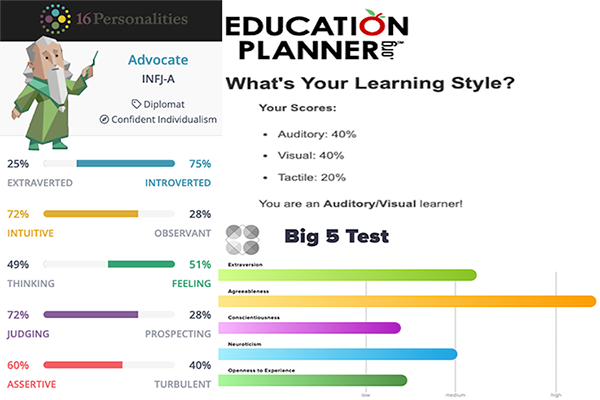 16Personalities
Advocate
INFJ-A
Diplomat
Confident Individualism
25% 75%
EXTRAVERTED INTROVERTED
72% 28%
INTUITIVE OBSERVANT
49% 51%
THINKING FEELING
72% 28%
JUDGING PROSPECTING
60% 40%
ASSERTIVE TURBULENT
EDUCATION
PLANNER.org™
What's Your Learning Style?
Your Scores:
• Auditory: 40%
• Visual: 40%
• Tactile: 20%
You are an Auditory/Visual learner!
Big 5 Test
Extraversion
Agreeableness
Conscientiousness
Neuroticism
Openness to Experience
low medium high